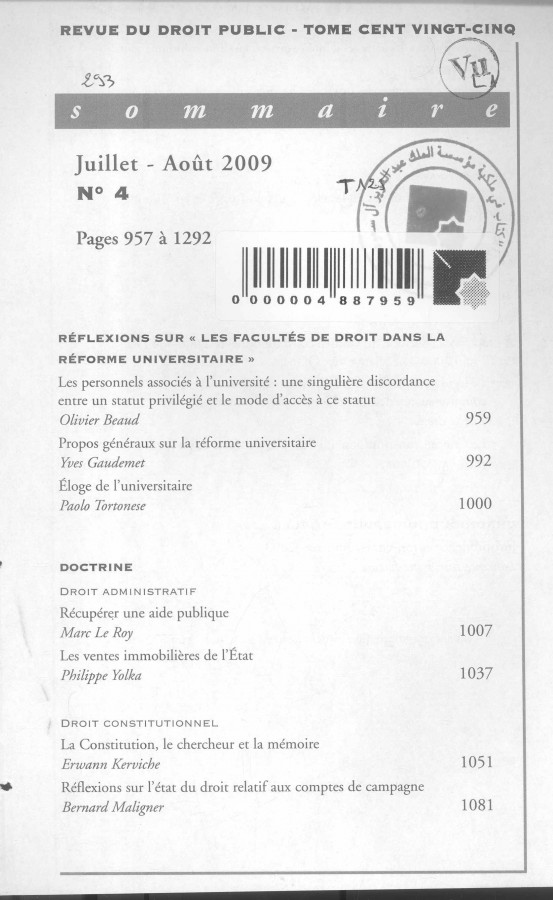 REVUE DU DROIT PUBLIC - TOME CENT VINGT-CINQ
VII
293
sommaire
Juillet - Août 2009
N° 4
Pages 957 à 1292
0 000004 887959
RÉFLEXIONS SUR « LES FACULTÉS DE DROIT DANS LA
RÉFORME UNIVERSITAIRE »
Les personnels associés à l'université : une singulière discordance
entre un statut privilégié et le mode d'accès à ce statut
Olivier Beaud 959
Propos généraux sur la réforme universitaire
Yves Gaudemet 992
Éloge de l'universitaire
Paolo Tortonese 1000
DOCTRINE
DROIT ADMINISTRATIF
Récupérer une aide publique
Marc Le Roy 1007
Les ventes immobilières de l'État
Philippe Yolka 1037
DROIT CONSTITUTIONNEL
La Constitution, le chercheur et la mémoire
Erwann Kerviche 1051
Réflexions sur l'état du droit relatif aux comptes de campagne
Bernard Maligner 1081